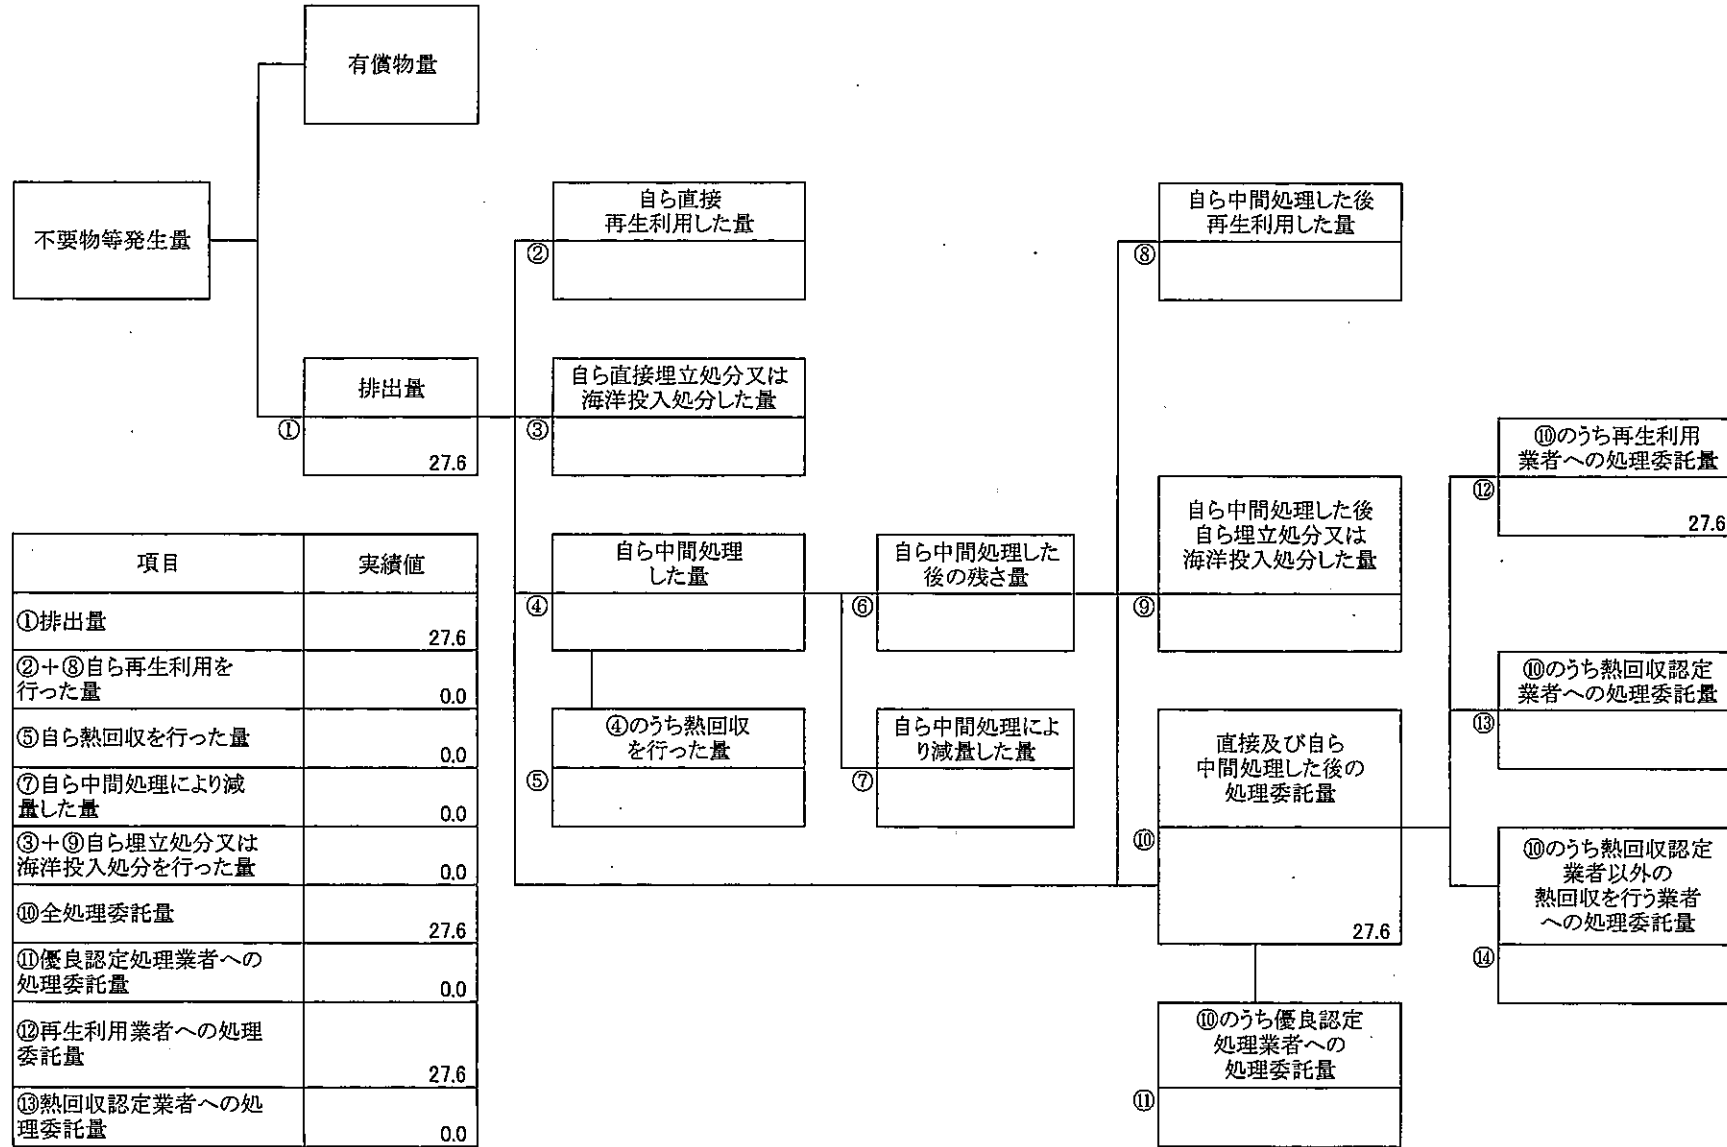 有償物量
不要物等発生量
自ら直接
再生利用した量
②
自ら中間処理した後
再生利用した量
⑧
排出量
①
27.6
自ら直接埋立処分又は
海洋投入処分した量
③
⑩のうち再生利用
業者への処理委託量
⑫
27.6
自ら中間処理した後
自ら埋立処分又は
海洋投入処分した量
⑨
自ら中間処理
した量
④
自ら中間処理した
後の残さ量
⑥
⑩のうち熱回収認定
業者への処理委託量
⑬
④のうち熱回収
を行った量
⑤
自ら中間処理によ
り減量した量
⑦
直接及び自ら
中間処理した後の
処理委託量
⑩
27.6
⑩のうち熱回収認定
業者以外の
熱回収を行う業者
への処理委託量
⑭
⑩のうち優良認定
処理業者への
処理委託量
⑪
項目 実績値
①排出量 27.6
②+⑧自ら再生利用を
行った量 0.0
⑤自ら熱回収を行った量 0.0
⑦自ら中間処理により減
量した量 0.0
③+⑨自ら埋立処分又は
海洋投入処分を行った量 0.0
⑩全処理委託量 27.6
⑪優良認定処理業者への
処理委託量 0.0
⑫再生利用業者への処理
委託量 27.6
⑬熱回収認定業者への処
理委託量 0.0